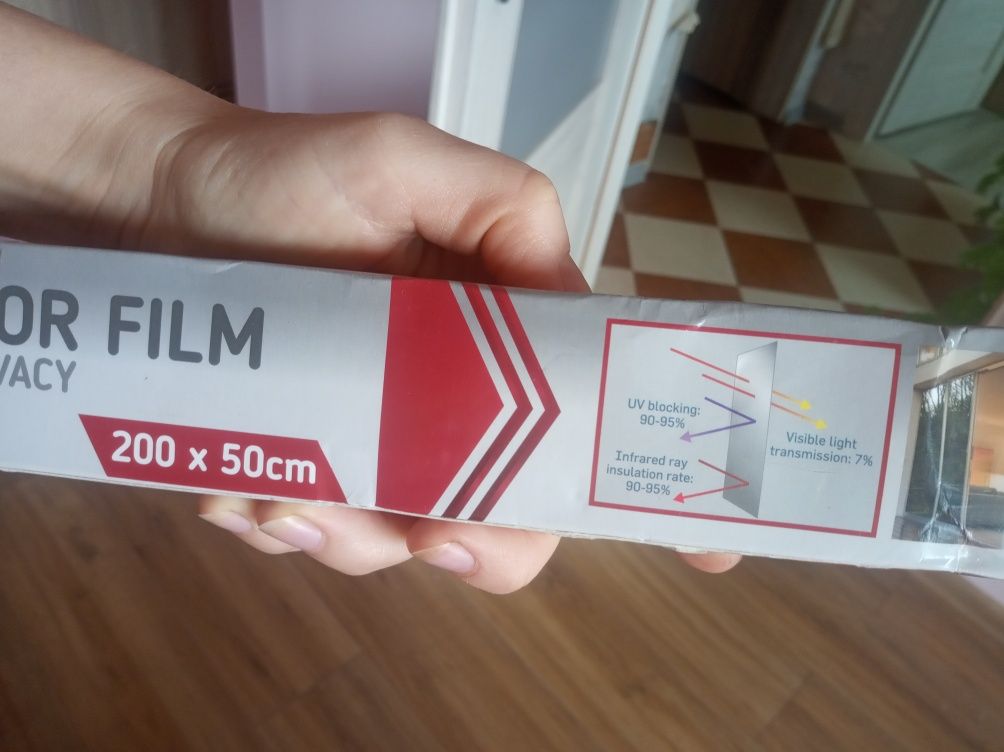 OR FILM
VACY
200 x 50cm
UV blocking:
90-95%
Infrared ray
insulation rate:
90-95%
Visible light
transmission: 7%